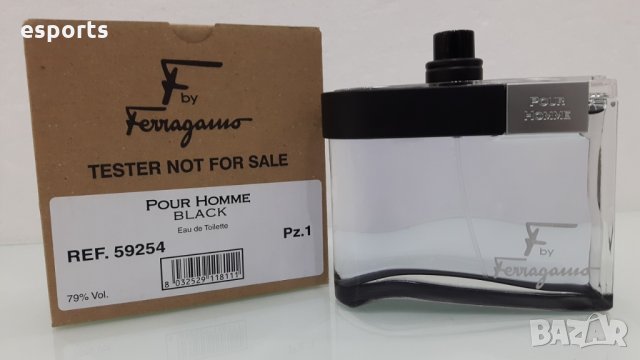 esports
F
by
Ferragamo
TESTER NOT FOR SALE
POUR HOMME
BLACK
Eau de Toilette
REF. 59254
Pz.1
8 032529 118111
79% Vol.
POUR
HOMME
F
by
Ferragamo
BAZAR